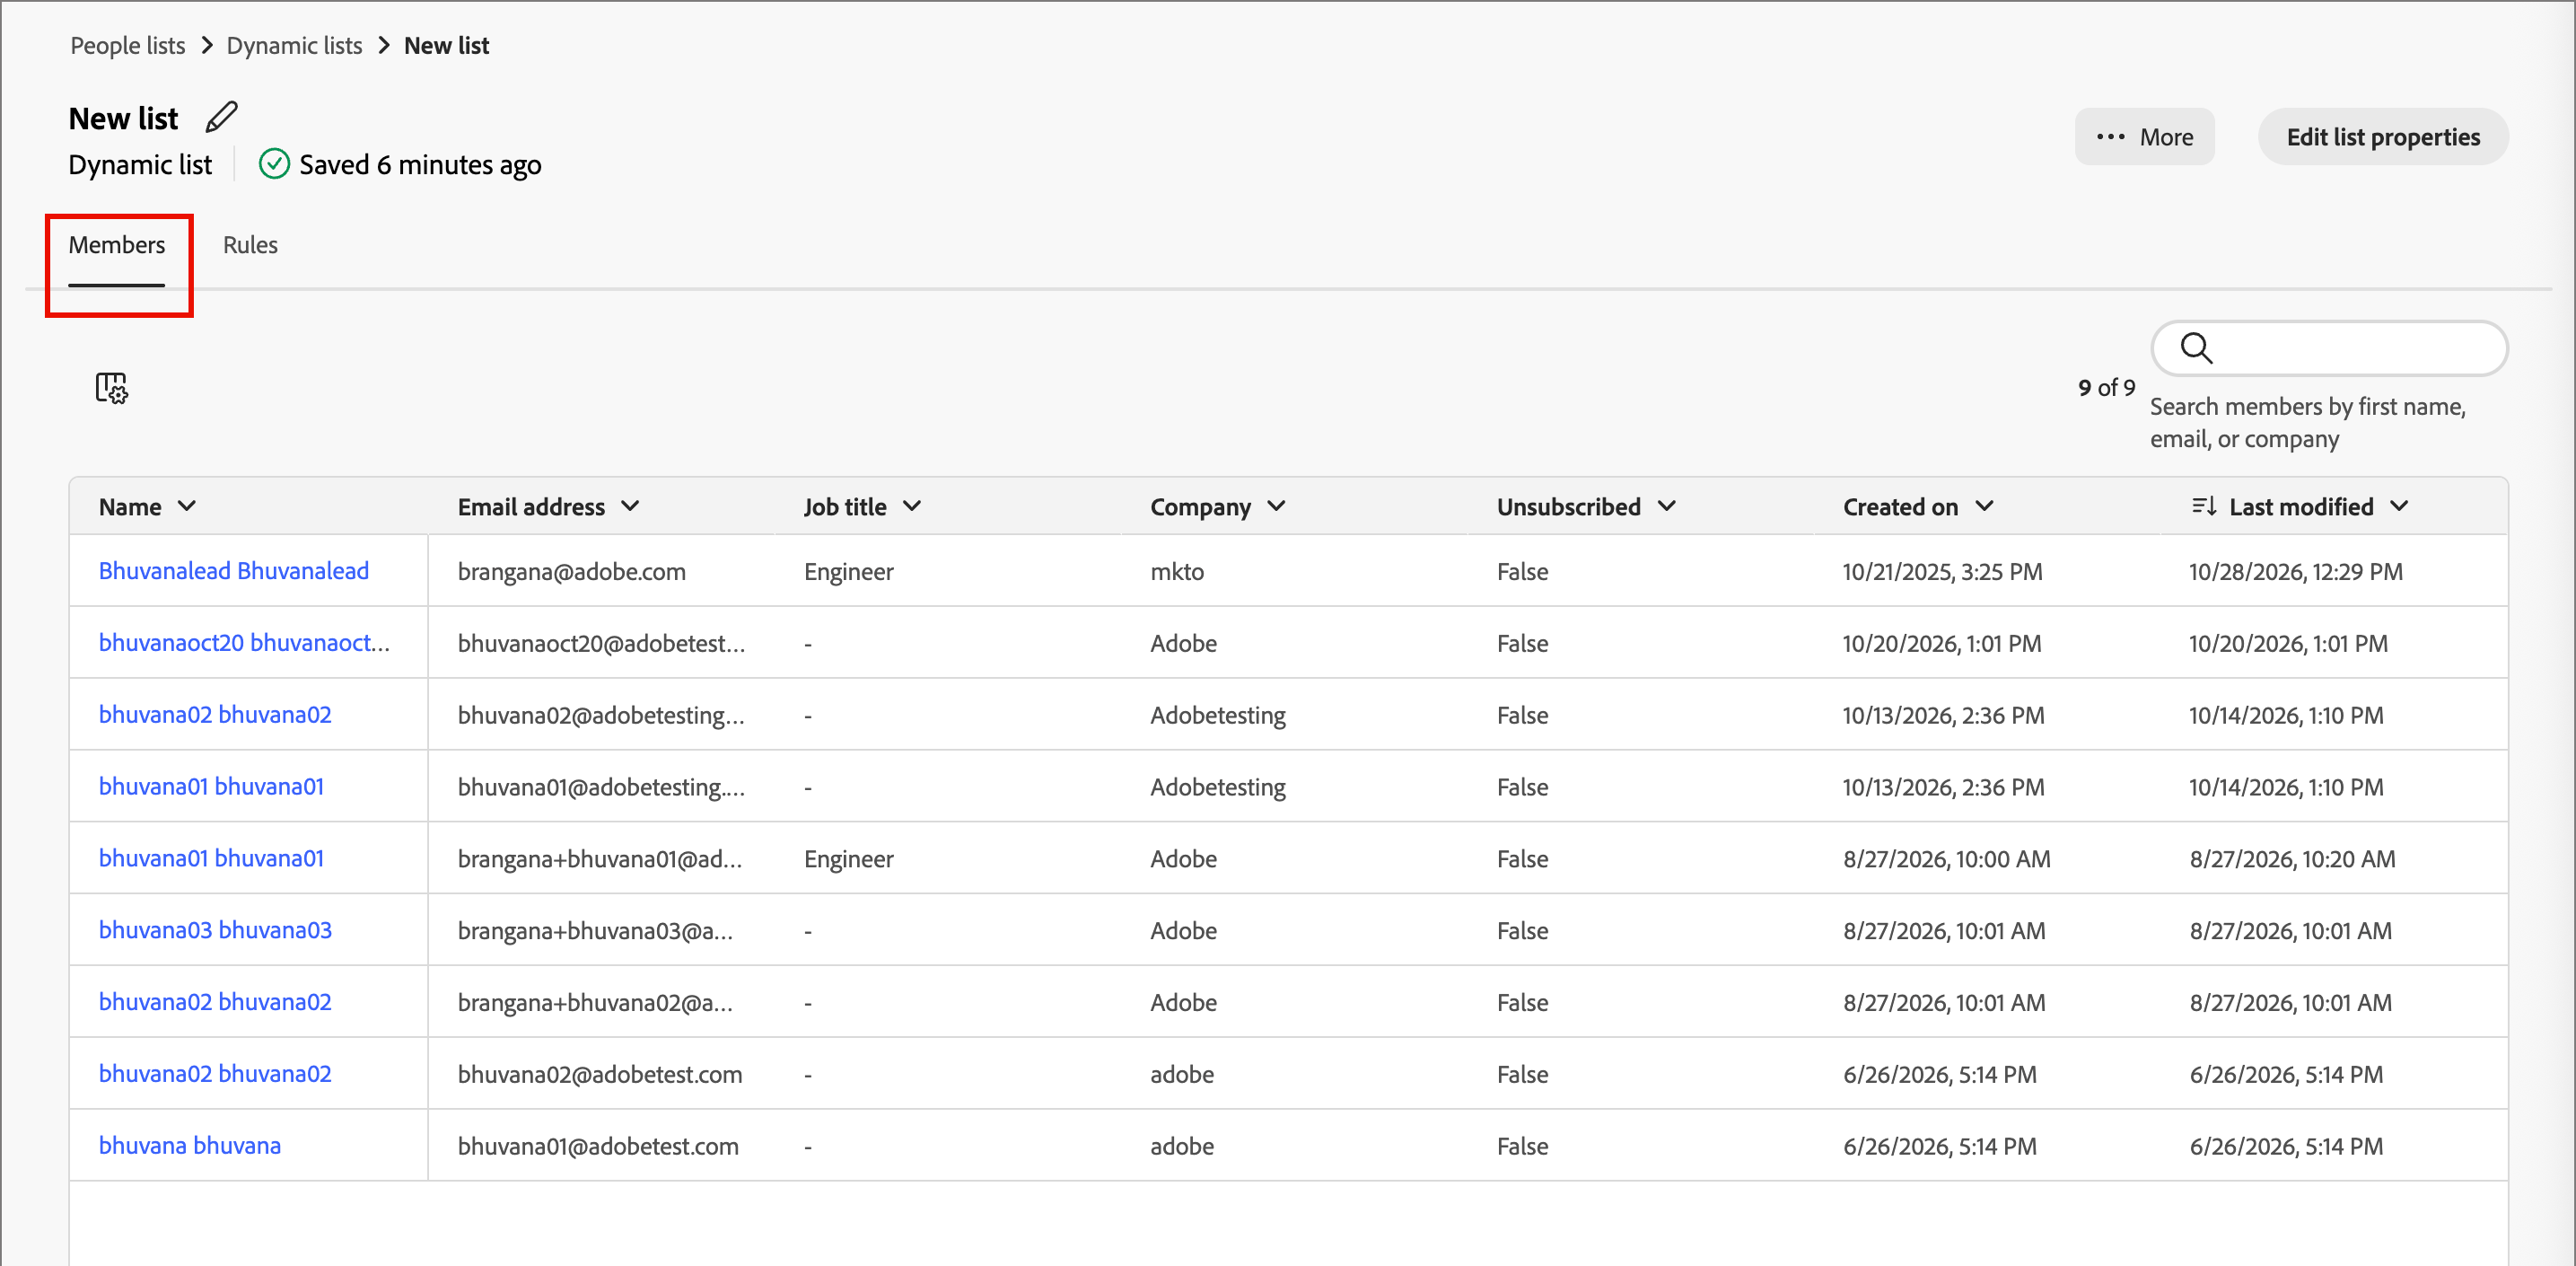 People lists > Dynamic lists > New list
New list
Dynamic list Saved 6 minutes ago
More Edit list properties
Members Rules
9 of 9
Search members by first name,
email, or company
Name Email address Job title Company Unsubscribed Created on Last modified
Bhuvanalead Bhuvanalead brangana@adobe.com Engineer mkto False 10/21/2025, 3:25 PM 10/28/2026, 12:29 PM
bhuvanaoct20 bhuvanaoct... bhuvanaoct20@adobetest... - Adobe False 10/20/2026, 1:01 PM 10/20/2026, 1:01 PM
bhuvana02 bhuvana02 bhuvana02@adobetesting... - Adobetesting False 10/13/2026, 2:36 PM 10/14/2026, 1:10 PM
bhuvana01 bhuvana01 bhuvana01@adobetesting.... - Adobetesting False 10/13/2026, 2:36 PM 10/14/2026, 1:10 PM
bhuvana01 bhuvana01 brangana+bhuvana01@ad... Engineer Adobe False 8/27/2026, 10:00 AM 8/27/2026, 10:20 AM
bhuvana03 bhuvana03 brangana+bhuvana03@a... - Adobe False 8/27/2026, 10:01 AM 8/27/2026, 10:01 AM
bhuvana02 bhuvana02 brangana+bhuvana02@a... - Adobe False 8/27/2026, 10:01 AM 8/27/2026, 10:01 AM
bhuvana02 bhuvana02 bhuvana02@adobetest.com - adobe False 6/26/2026, 5:14 PM 6/26/2026, 5:14 PM
bhuvana bhuvana bhuvana01@adobetest.com - adobe False 6/26/2026, 5:14 PM 6/26/2026, 5:14 PM